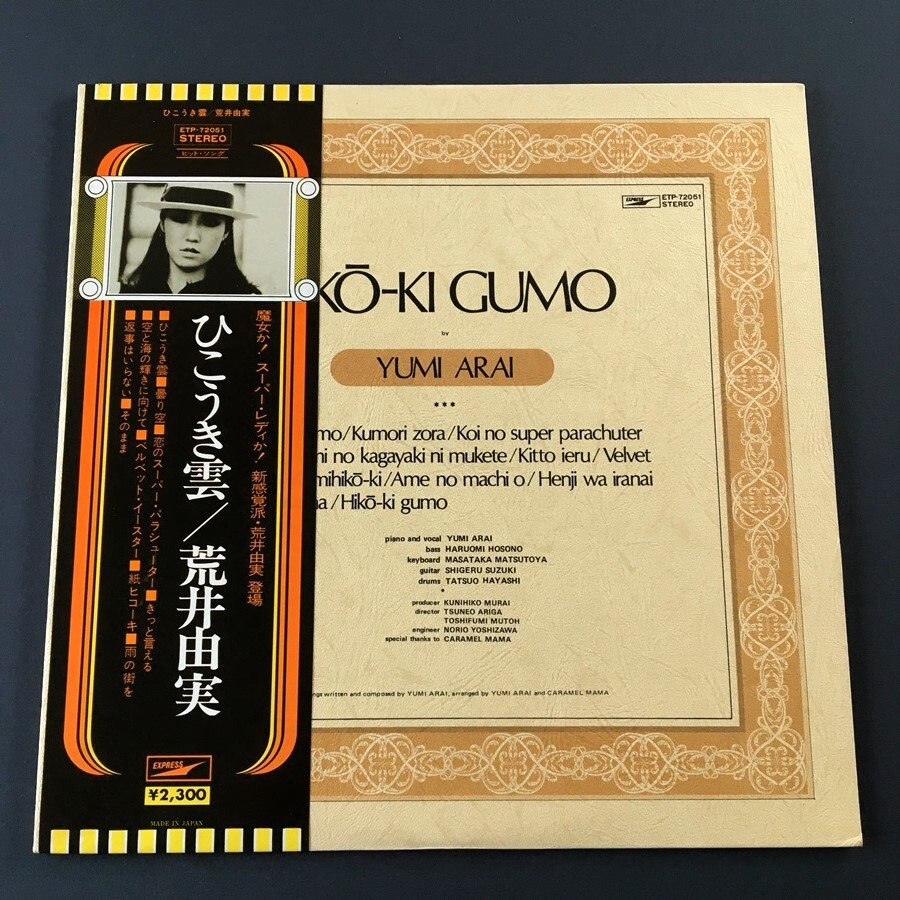 ひこうき雲/荒井由実
ETP-72051
STEREO
ヒット・ソング
魔女か! スーパー・レディか! 新感覚派・荒井由実 登場
ひこうき雲/荒井由実
■ひこうき雲■曇り空■恋のスーパー・パラシューター■きっと言える
■空と海の輝きに向けて■ベルベット・イースター■紙ヒコーキ■雨の街を
■返事はいらない■そのまま
EXPRESS
¥2,300
MADE IN JAPAN
EXPRESS
ETP-72051
STEREO
KŌ-KI GUMO
by
YUMI ARAI
***
mo/Kumori zora/Koi no super parachuter
mi no kagayaki ni mukete/Kitto ieru/Velvet
mihikō-ki/Ame no machi o/Henji wa iranai
na/Hikō-ki gumo
piano and vocal YUMI ARAI
bass HARUOMI HOSONO
keyboard MASATAKA MATSUTOYA
guitar SHIGERU SUZUKI
drums TATSUO HAYASHI
*
producer KUNIHIKO MURAI
director TSUNEO ARIGA
TOSHIFUMI MUTOH
engineer NORIO YOSHIZAWA
special thanks to CARAMEL MAMA
ngs written and composed by YUMI ARAI, arranged by YUMI ARAI and CARAMEL MAMA